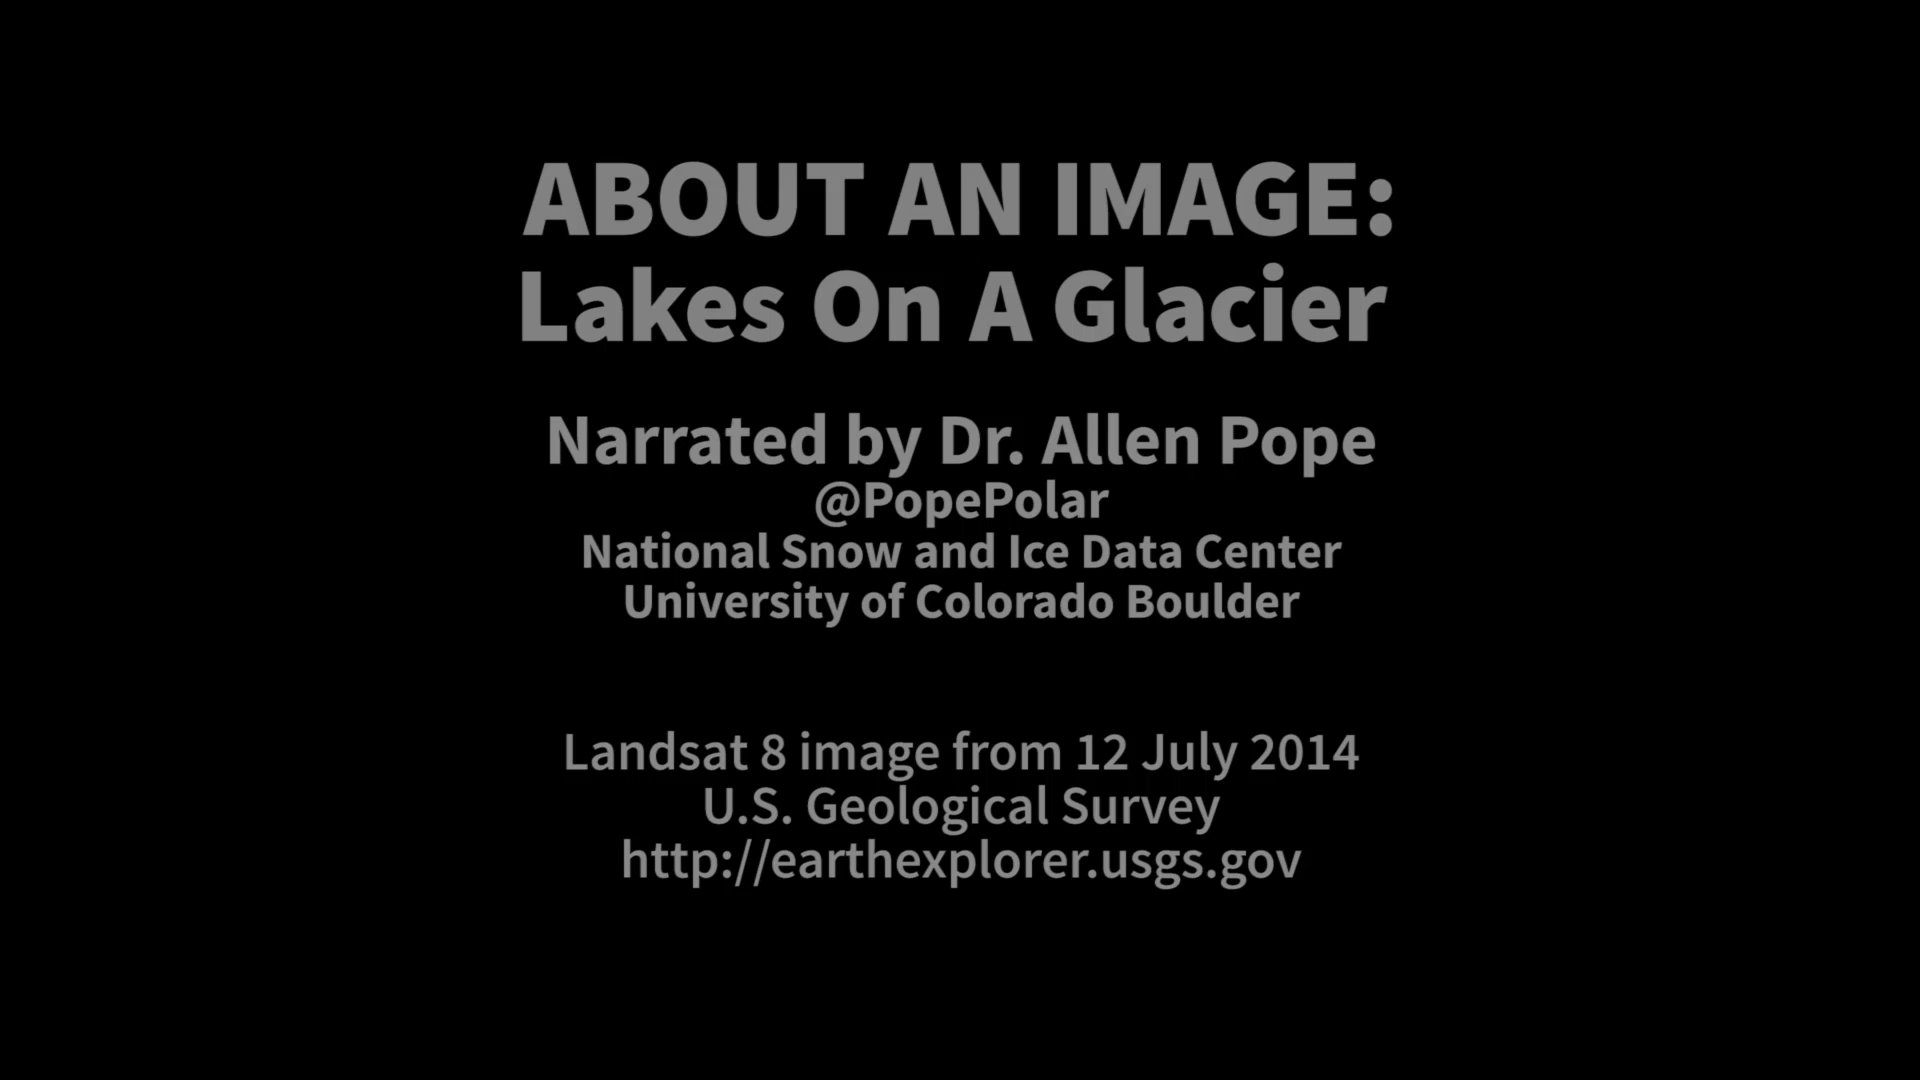 ABOUT AN IMAGE:
Lakes On A Glacier
Narrated by Dr. Allen Pope
@PopePolar
National Snow and Ice Data Center
University of Colorado Boulder
Landsat 8 image from 12 July 2014
U.S. Geological Survey
http://earthexplorer.usgs.gov